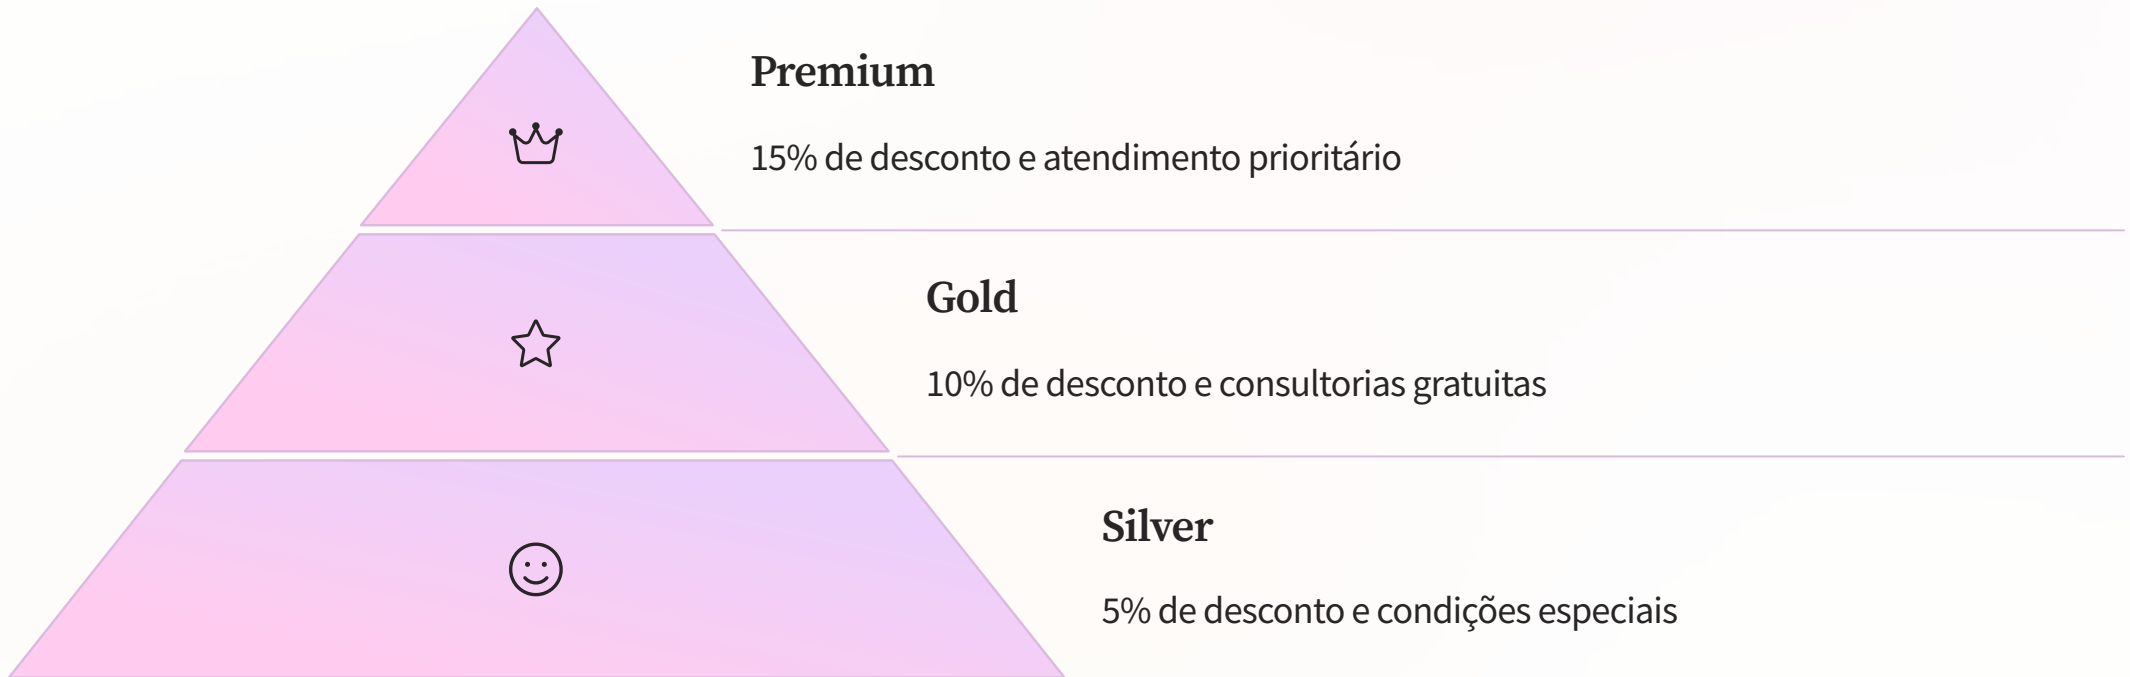 Premium
15% de desconto e atendimento prioritário
Gold
10% de desconto e consultorias gratuitas
Silver
5% de desconto e condições especiais